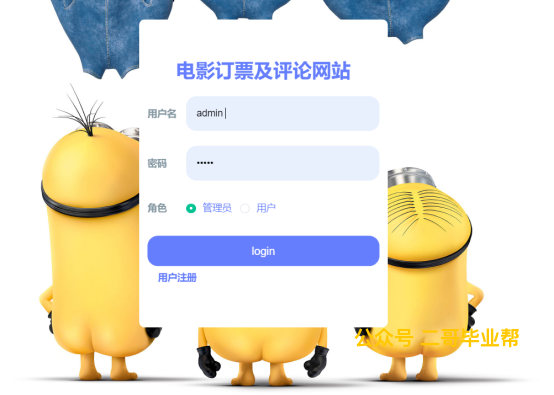 电影订票及评论网站
用户名 admin
密码 •••••
角色 管理员 用户
login
用户注册
公众号 二哥毕业帮